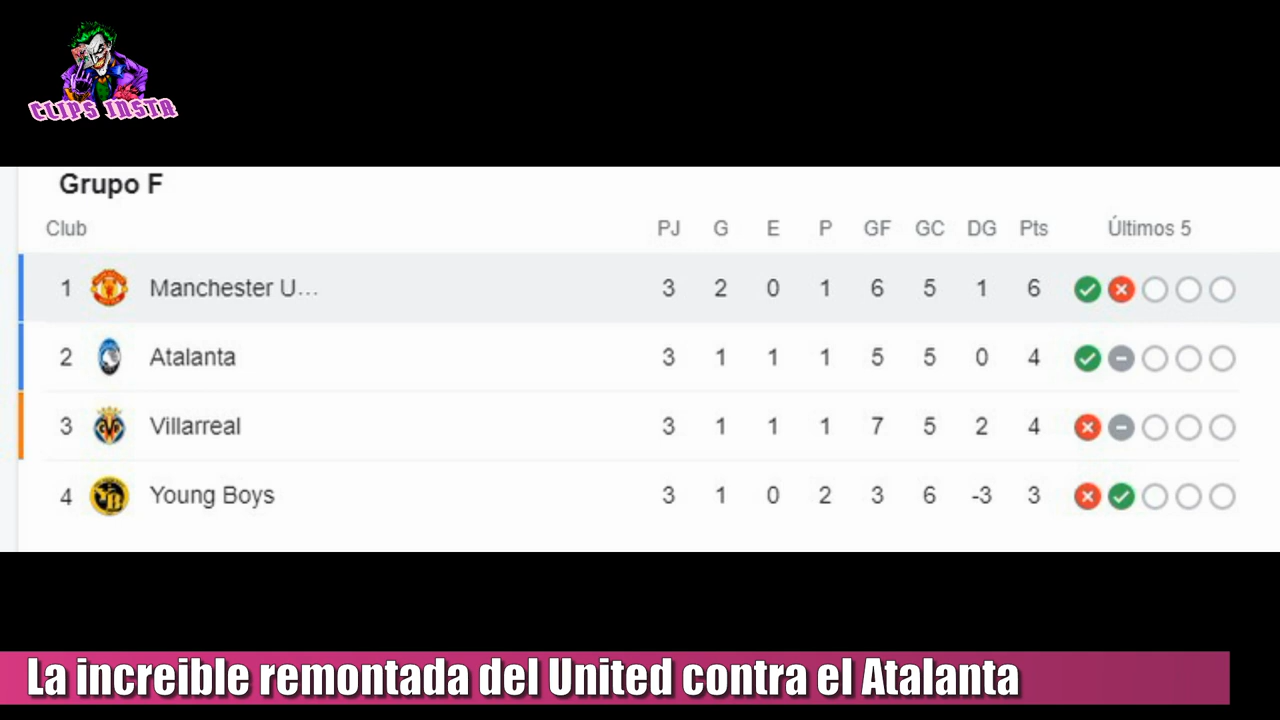 CLIPS INSTA
Grupo F
Club PJ G E P GF GC DG Pts Últimos 5
1 Manchester U... 3 2 0 1 6 5 1 6
2 Atalanta 3 1 1 1 5 5 0 4
3 Villarreal 3 1 1 1 7 5 2 4
4 Young Boys 3 1 0 2 3 6 -3 3
La increible remontada del United contra el Atalanta